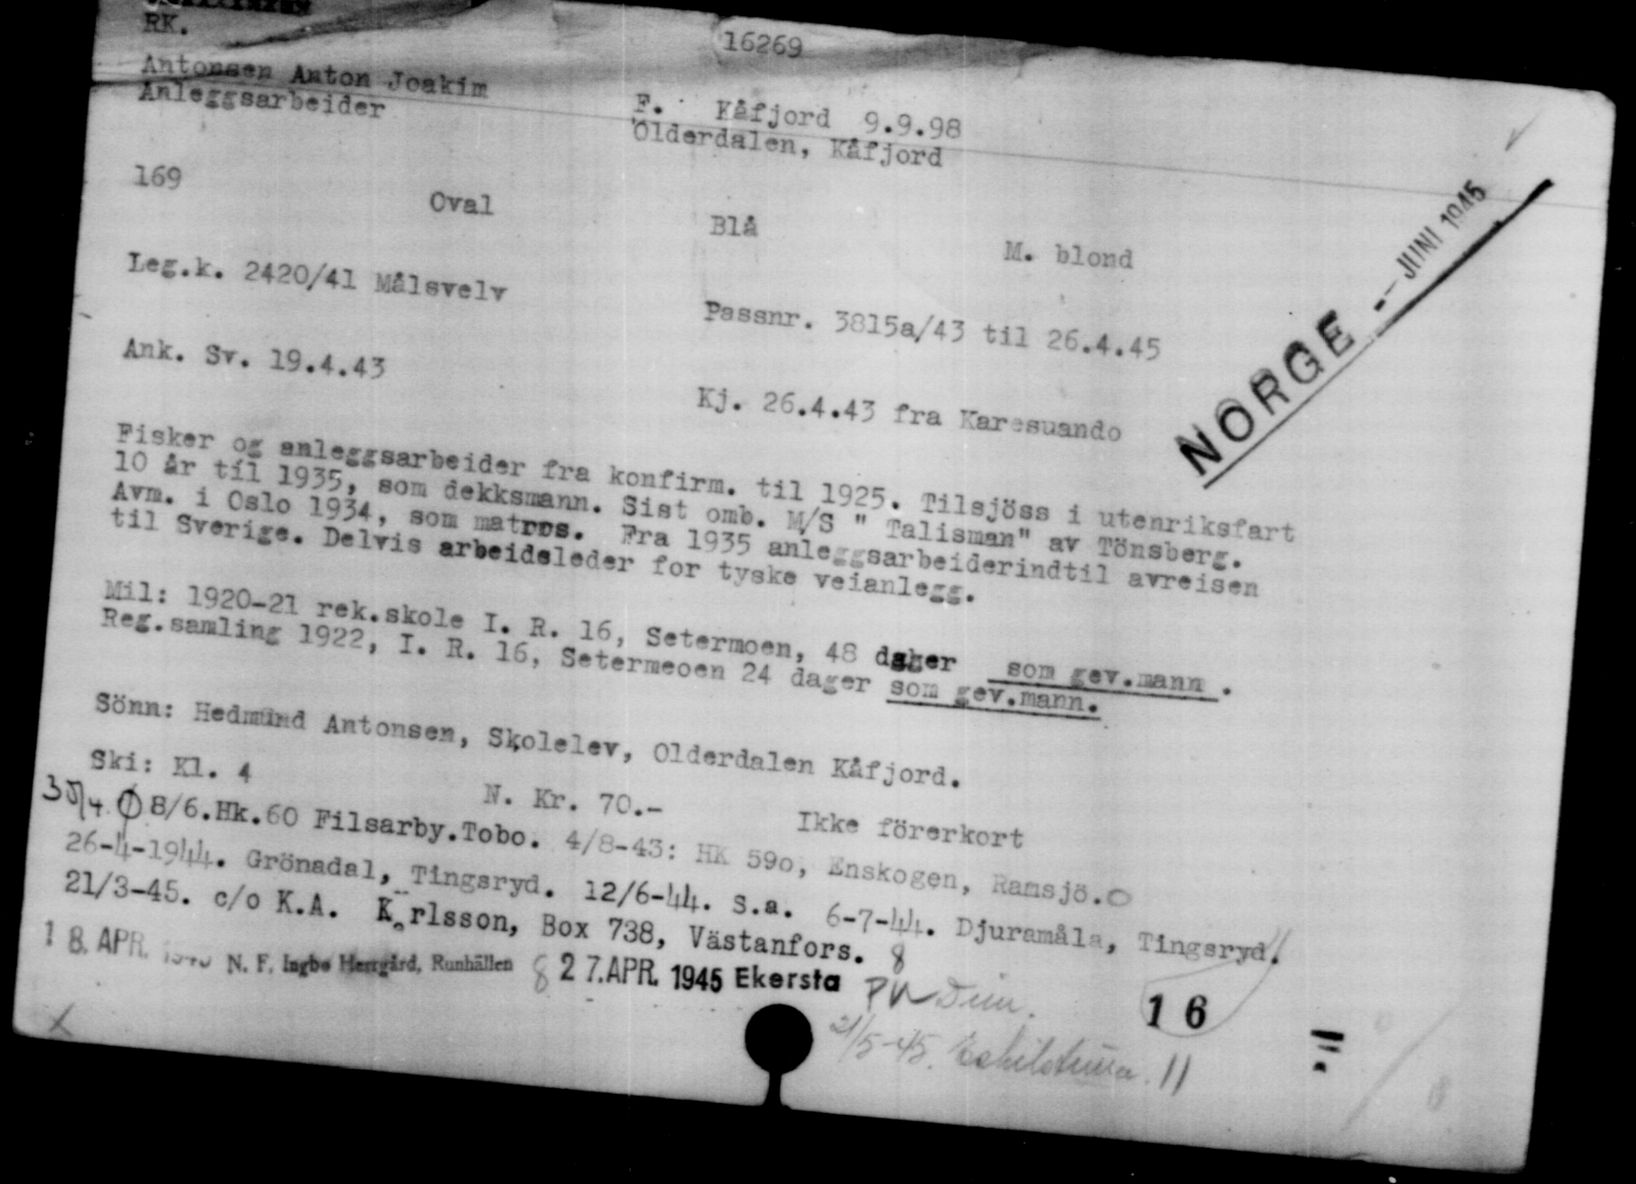 RK.
16269
Antonsen Anton Joakim
Anleggsarbeider
F. Kåfjord 9.9.98
Olderdalen, Kåfjord
169
Oval
Blå
M. blond
Leg.k. 2420/41 Målsvelv
Passnr. 3815a/43 til 26.4.45
Ank. Sv. 19.4.43
Kj. 26.4.43 fra Karesuando
NORGE - JUNI 1945
Fisker og anleggsarbeider fra konfirm. til 1925. Tilsjöss i utenriksfart
10 år til 1935, som dekksmann. Sist omb. M/S " Talisman" av Tönsberg.
Avm. i Oslo 1934, som matros. Fra 1935 anleggsarbeiderindtil avreisen
til Sverige. Delvis arbeidsleder for tyske veianlegg.
Mil: 1920-21 rek.skole I. R. 16, Setermoen, 48 dager som gev.mann .
Reg.samling 1922, I. R. 16, Setermeoen 24 dager som gev.mann.
Sönn: Hedmund Antonsen, Skolelev, Olderdalen Kåfjord.
Ski: Kl. 4
N. Kr. 70.-
Ikke förerkort
8/6.Hk.60 Filsarby.Tobo. 4/8-43: HK 590, Enskogen, Ramsjö.
26-4-1944. Grönadal, Tingsryd. 12/6-44. S.a. 6-7-44. Djuramåla, Tingsryd.
21/3-45. c/o K.A. Karlsson, Box 738, Västanfors. 8
18. APR. 1945 N. F. Ingbo Herrgård, Runhällen 8 27. APR. 1945 Ekersta
16
21/5-45. Eskilstuna. 11